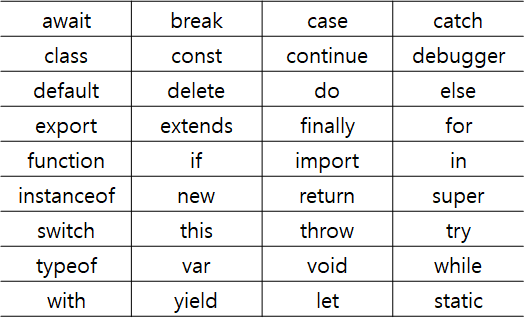 await break case catch
class const continue debugger
default delete do else
export extends finally for
function if import in
instanceof new return super
switch this throw try
typeof var void while
with yield let static